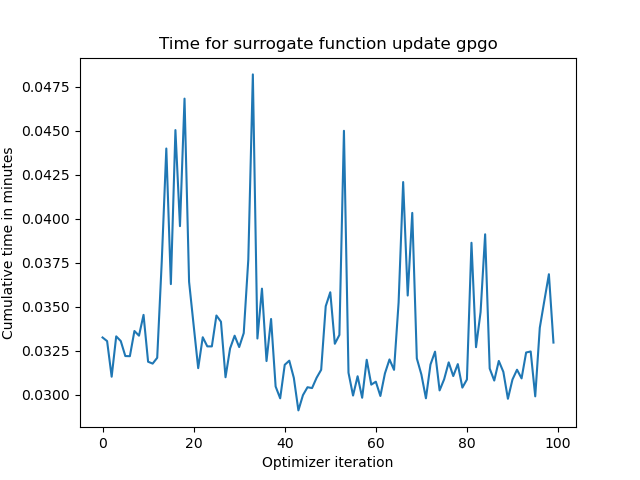 Time for surrogate function update gpgo
Cumulative time in minutes
0.0475
0.0450
0.0425
0.0400
0.0375
0.0350
0.0325
0.0300
0 20 40 60 80 100
Optimizer iteration